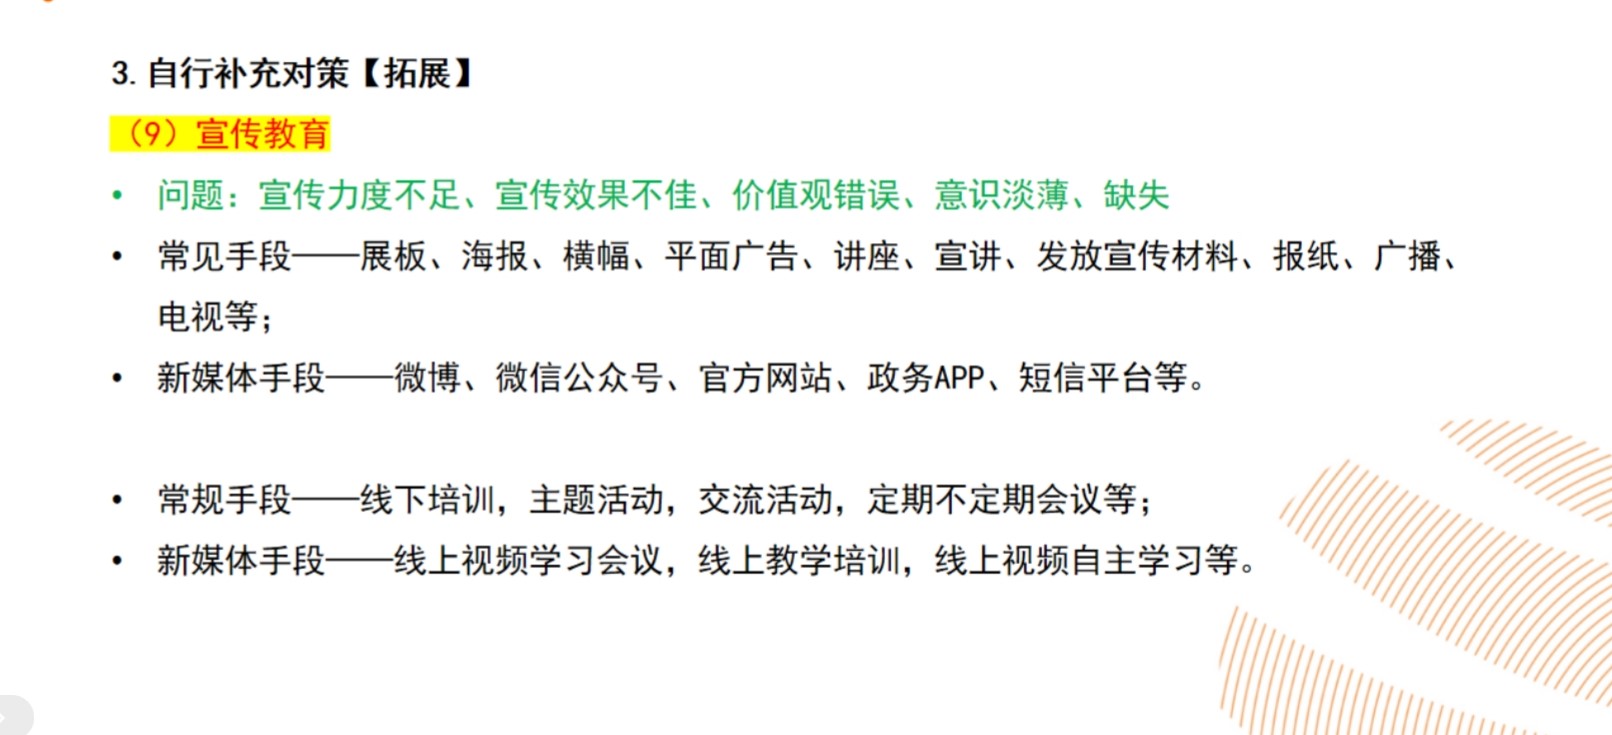 3. 自行补充对策【拓展】
（9）宣传教育
• 问题：宣传力度不足、宣传效果不佳、价值观错误、意识淡薄、缺失
• 常见手段——展板、海报、横幅、平面广告、讲座、宣讲、发放宣传材料、报纸、广播、
电视等；
• 新媒体手段——微博、微信公众号、官方网站、政务APP、短信平台等。
• 常规手段——线下培训，主题活动，交流活动，定期不定期会议等；
• 新媒体手段——线上视频学习会议，线上教学培训，线上视频自主学习等。